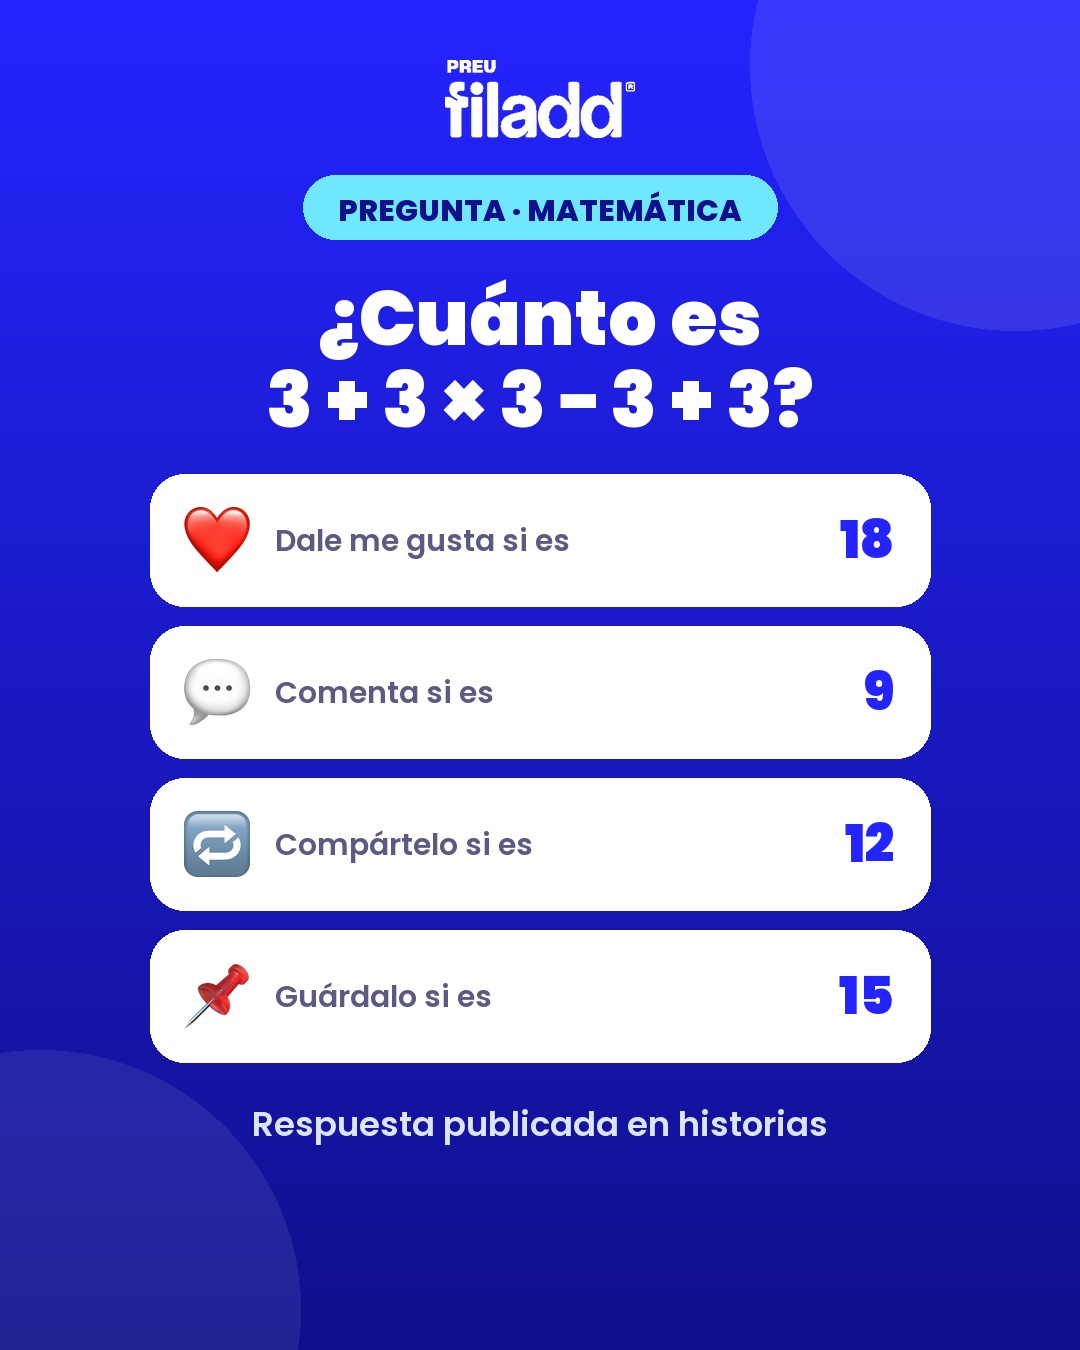 PREU
filadd®
PREGUNTA · MATEMÁTICA
¿Cuánto es
3 + 3 × 3 – 3 + 3?
Dale me gusta si es 18
Comenta si es 9
Compártelo si es 12
Guárdalo si es 15
Respuesta publicada en historias